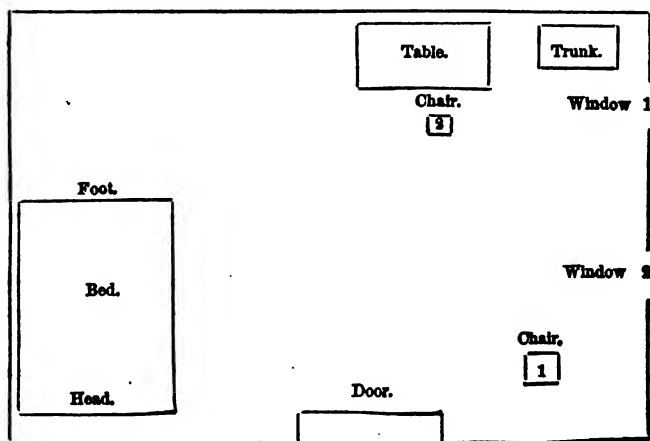 Table.
Trunk.
Chair.
2
Window 1
Foot.
Bed.
Window 2
Chair.
1
Head.
Door.